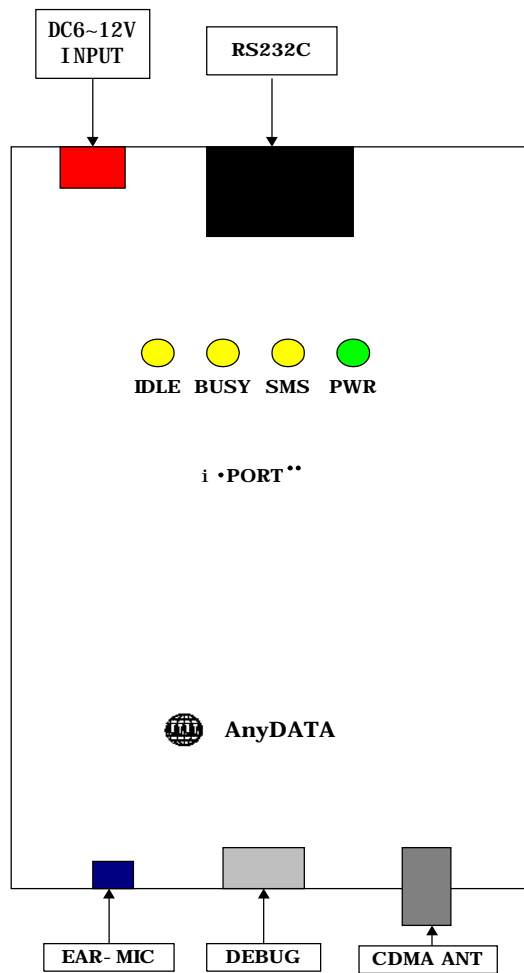 DC6~12V
INPUT
RS232C
IDLE BUSY SMS PWR
i •PORT ••
AnyDATA
EAR- MIC
DEBUG
CDMA ANT